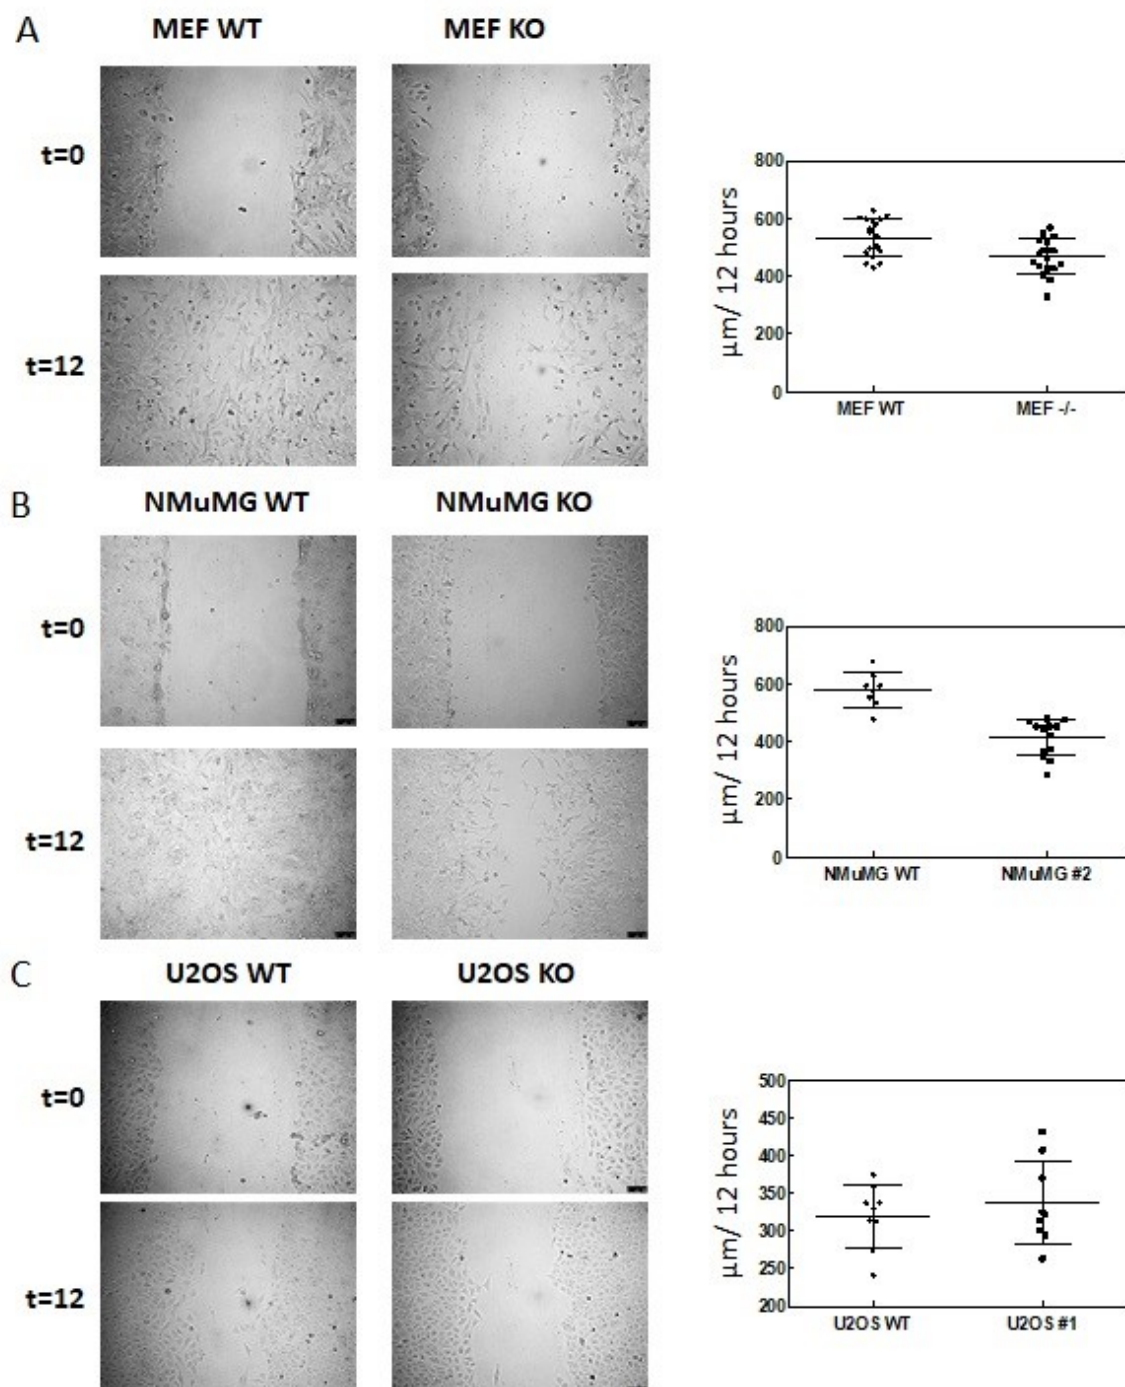 A
MEF WT
MEF KO
t=0
t=12
800
600
400
200
0
µm/ 12 hours
MEF WT
MEF -/-
B
NMuMG WT
NMuMG KO
t=0
t=12
800
600
400
200
0
µm/ 12 hours
NMuMG WT
NMuMG #2
C
U2OS WT
U2OS KO
t=0
t=12
500
450
400
350
300
250
200
µm/ 12 hours
U2OS WT
U2OS #1